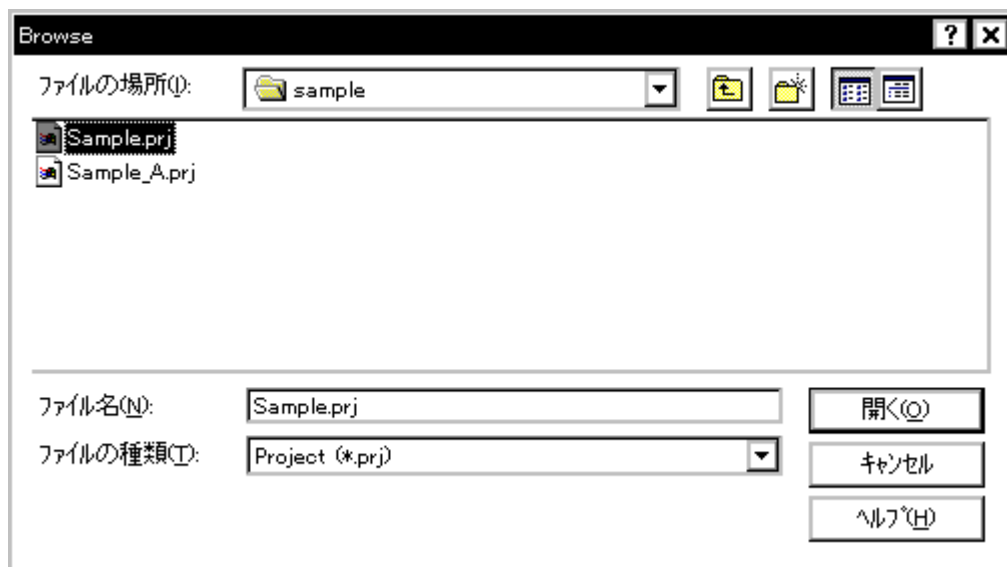 Browse
ファイルの場所(I):
sample
Sample.prj
Sample_A.prj
ファイル名(N):
Sample.prj
開く(O)
ファイルの種類(T):
Project (*.prj)
キャンセル
ヘルプ(H)